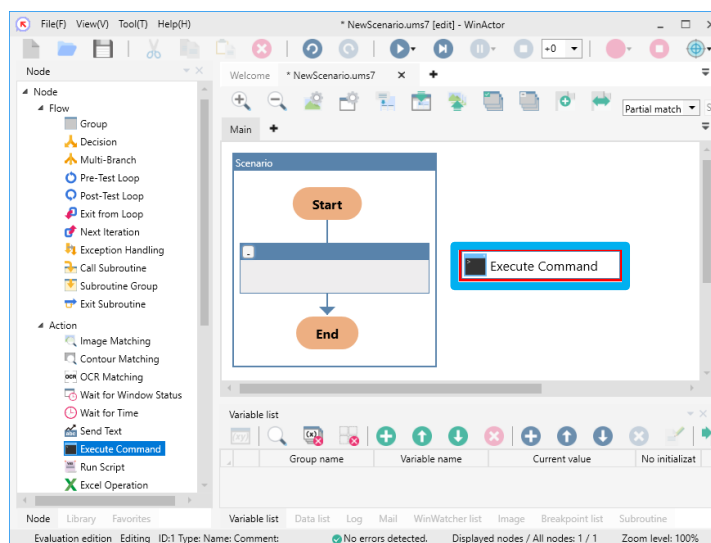 File(F) View(V) Tool(T) Help(H) * NewScenario.ums7 [edit] - WinActor
+0
Node
Welcome * NewScenario.ums7
Node
Flow
Group
Decision
Multi-Branch
Pre-Test Loop
Post-Test Loop
Exit from Loop
Next Iteration
Exception Handling
Call Subroutine
Subroutine Group
Exit Subroutine
Action
Image Matching
Contour Matching
OCR OCR Matching
Wait for Window Status
Wait for Time
Send Text
Execute Command
Run Script
Excel Operation
Node Library Favorites
Partial match S
Main
Scenario
Start
Execute Command
End
Variable list
Group name Variable name Current value No initializat
Variable list Data list Log Mail WinWatcher list Image Breakpoint list Subroutine
Evaluation edition Editing ID:1 Type: Name: Comment: No errors detected. Displayed nodes / All nodes: 1 / 1 Zoom level: 100%